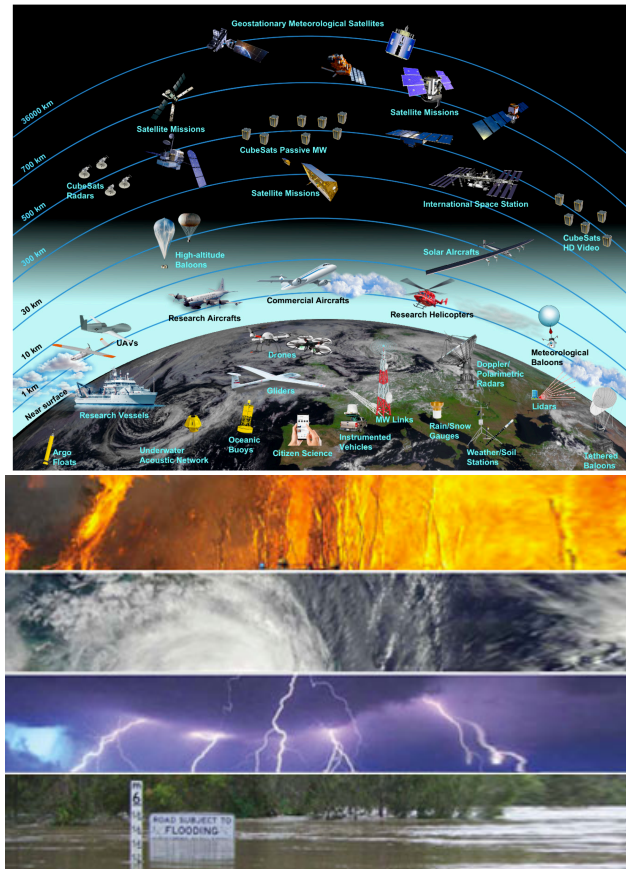 Geostationary Meteorological Satellites
36000 km
Satellite Missions
Satellite Missions
700 km
CubeSats Passive MW
CubeSats
Radars
Satellite Missions
International Space Station
500 km
CubeSats
HD Video
High-altitude
Baloons
Solar Aircrafts
300 km
Commercial Aircrafts
Research Aircrafts
Research Helicopters
30 km
UAVs
Meteorological
Baloons
Drones
Doppler/
Polarimetric
Radars
10 km
Gliders
1 km
Near surface
Research Vessels
MW Links
Lidars
Argo
Floats
Underwater
Acoustic Network
Oceanic
Buoys
Citizen Science
Instrumented
Vehicles
Rain/Snow
Gauges
Weather/Soil
Stations
Tethered
Baloons
m
6
ROAD SUBJECT TO
FLOODING